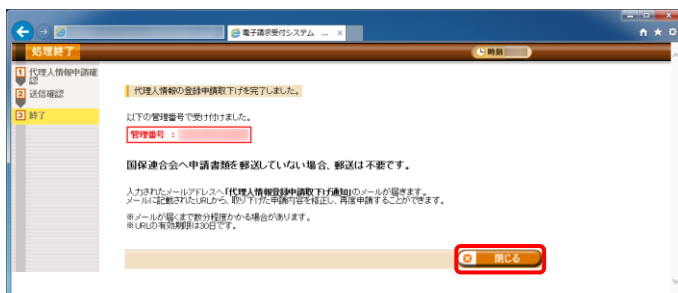 電子請求受付システム ...
処理終了
時刻
1 代理人情報申請確認
2 送信確認
3 終了
代理人情報の登録申請取下げを完了しました。
以下の管理番号で受け付けました。
管理番号 :
国保連合会へ申請書類を郵送していない場合、郵送は不要です。
入力されたメールアドレスへ「代理人情報登録申請取下げ通知」のメールが届きます。
メールに記載されたURLから、取り下げた申請内容を修正し、再度申請することができます。
※メールが届くまで数分程度かかる場合があります。
※URLの有効期限は30日です。
閉じる